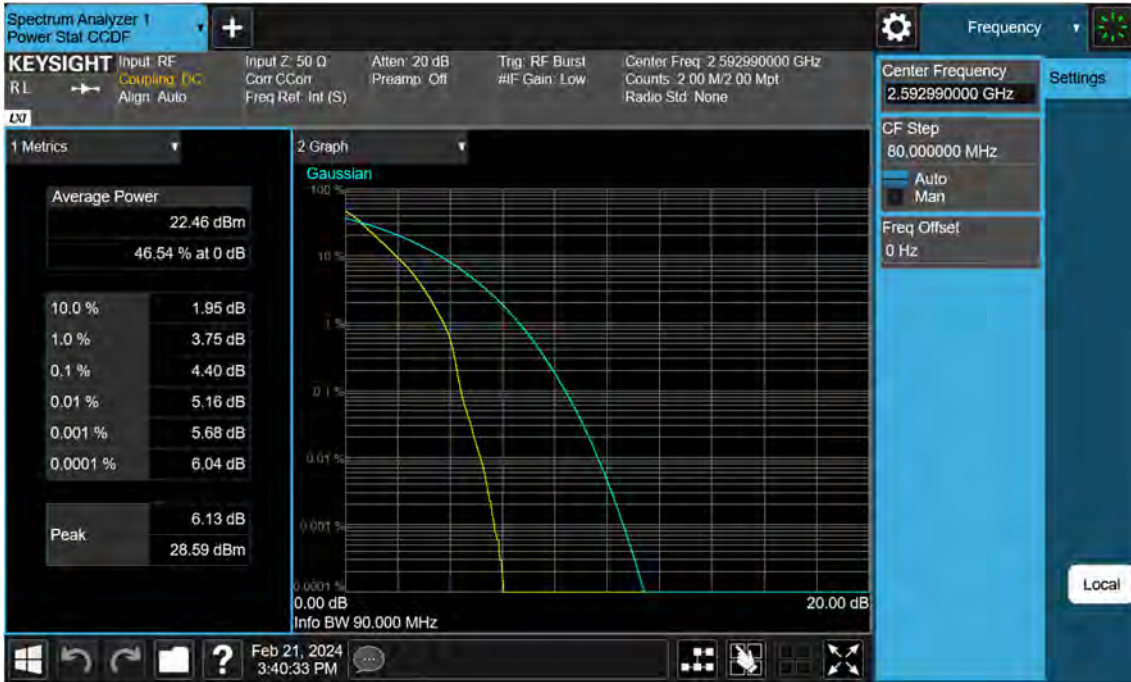 Spectrum Analyzer 1
Power Stat CCDF
+
Frequency
KEYSIGHT
RL
LXI
Input: RF
Coupling: DC
Align: Auto
Input Z: 50 Ω
Corr CCorr
Freq Ref: Int (S)
Atten: 20 dB
Preamp: Off
Trig: RF Burst
#IF Gain: Low
Center Freq: 2.592990000 GHz
Counts: 2.00 M/2.00 Mpt
Radio Std: None
Center Frequency
2.592990000 GHz
Settings
CF Step
80.000000 MHz
Auto
Man
Freq Offset
0 Hz
Local
1 Metrics
Average Power
22.46 dBm
46.54 % at 0 dB
10.0 % 1.95 dB
1.0 % 3.75 dB
0.1 % 4.40 dB
0.01 % 5.16 dB
0.001 % 5.68 dB
0.0001 % 6.04 dB
Peak
6.13 dB
28.59 dBm
2 Graph
Gaussian
100 %
10 %
1 %
0.1 %
0.01 %
0.001 %
0.0001 %
0.00 dB 20.00 dB
Info BW 90.000 MHz
?
Feb 21, 2024
3:40:33 PM